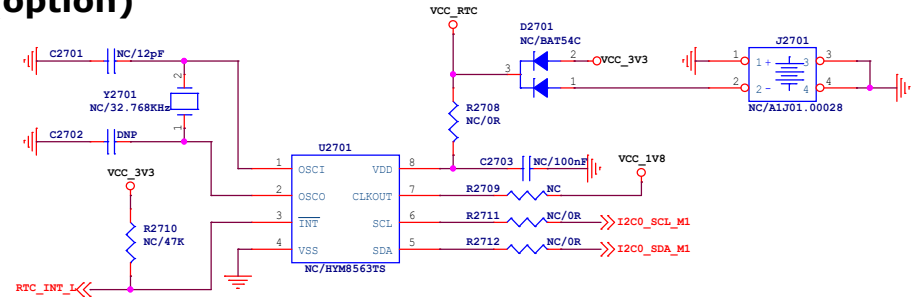 option)
VCC_RTC
D2701
NC/BAT54C
J2701
C2701
NC/12pF
2
VCC_3V3
1
1 +
3
3
3
1
2
2 -
4
4
NC/A1J01.00028
2
Y2701
NC/32.768KHz
1
R2708
NC/0R
C2702
DNP
U2701
C2703
NC/100nF
VCC_1V8
VCC_3V3
1
OSCI
VDD
8
2
OSCO
CLKOUT
7
R2709
NC
3
INT
SCL
6
R2711
NC/0R
I2C0_SCL_M1
R2710
NC/47K
4
VSS
SDA
5
R2712
NC/0R
I2C0_SDA_M1
NC/HYM8563TS
RTC_INT_L